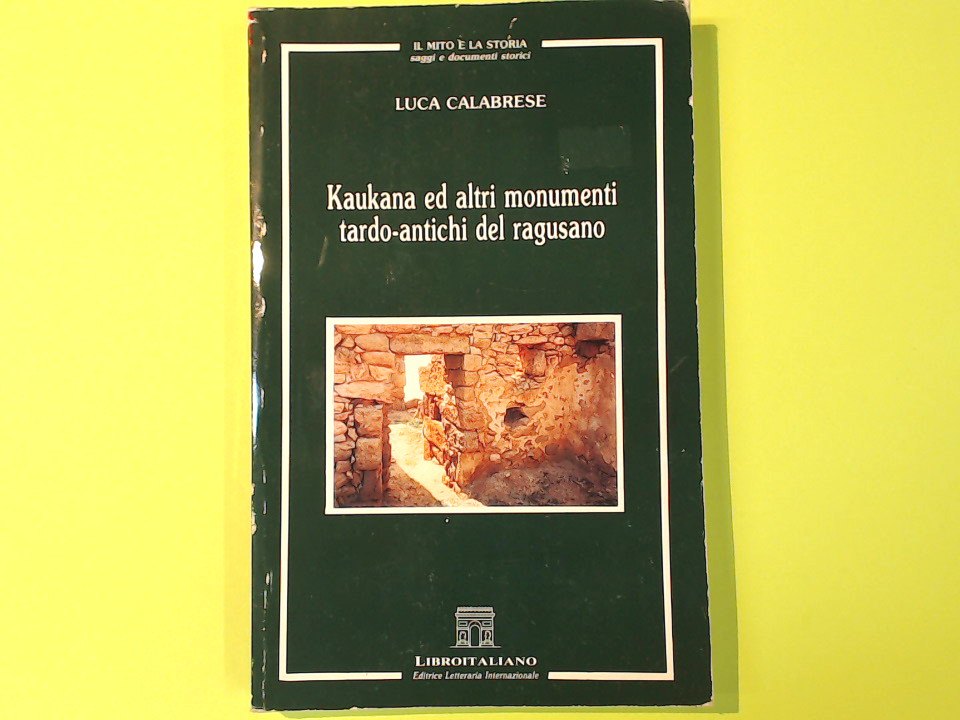 IL MITO E LA STORIA
saggi e documenti storici
LUCA CALABRESE
Kaukana ed altri monumenti
tardo-antichi del ragusano
LIBROITALIANO
Editrice Letteraria Internazionale